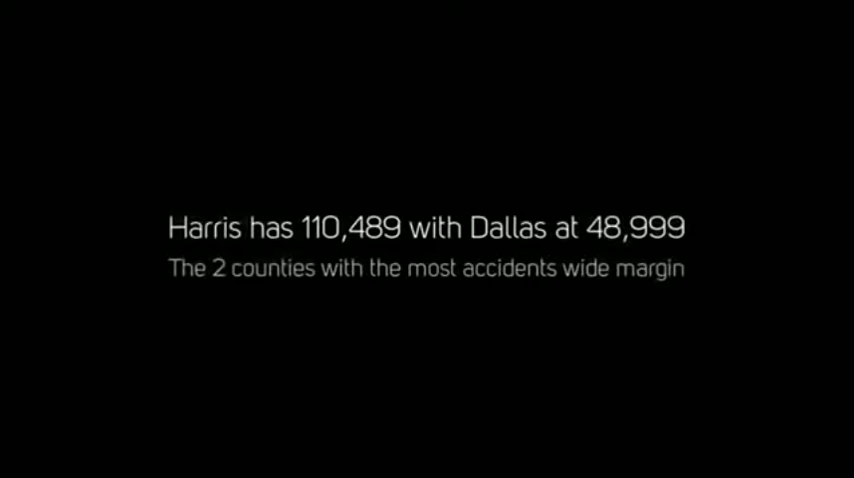 Harris has 110,489 with Dallas at 48,999
The 2 counties with the most accidents wide margin